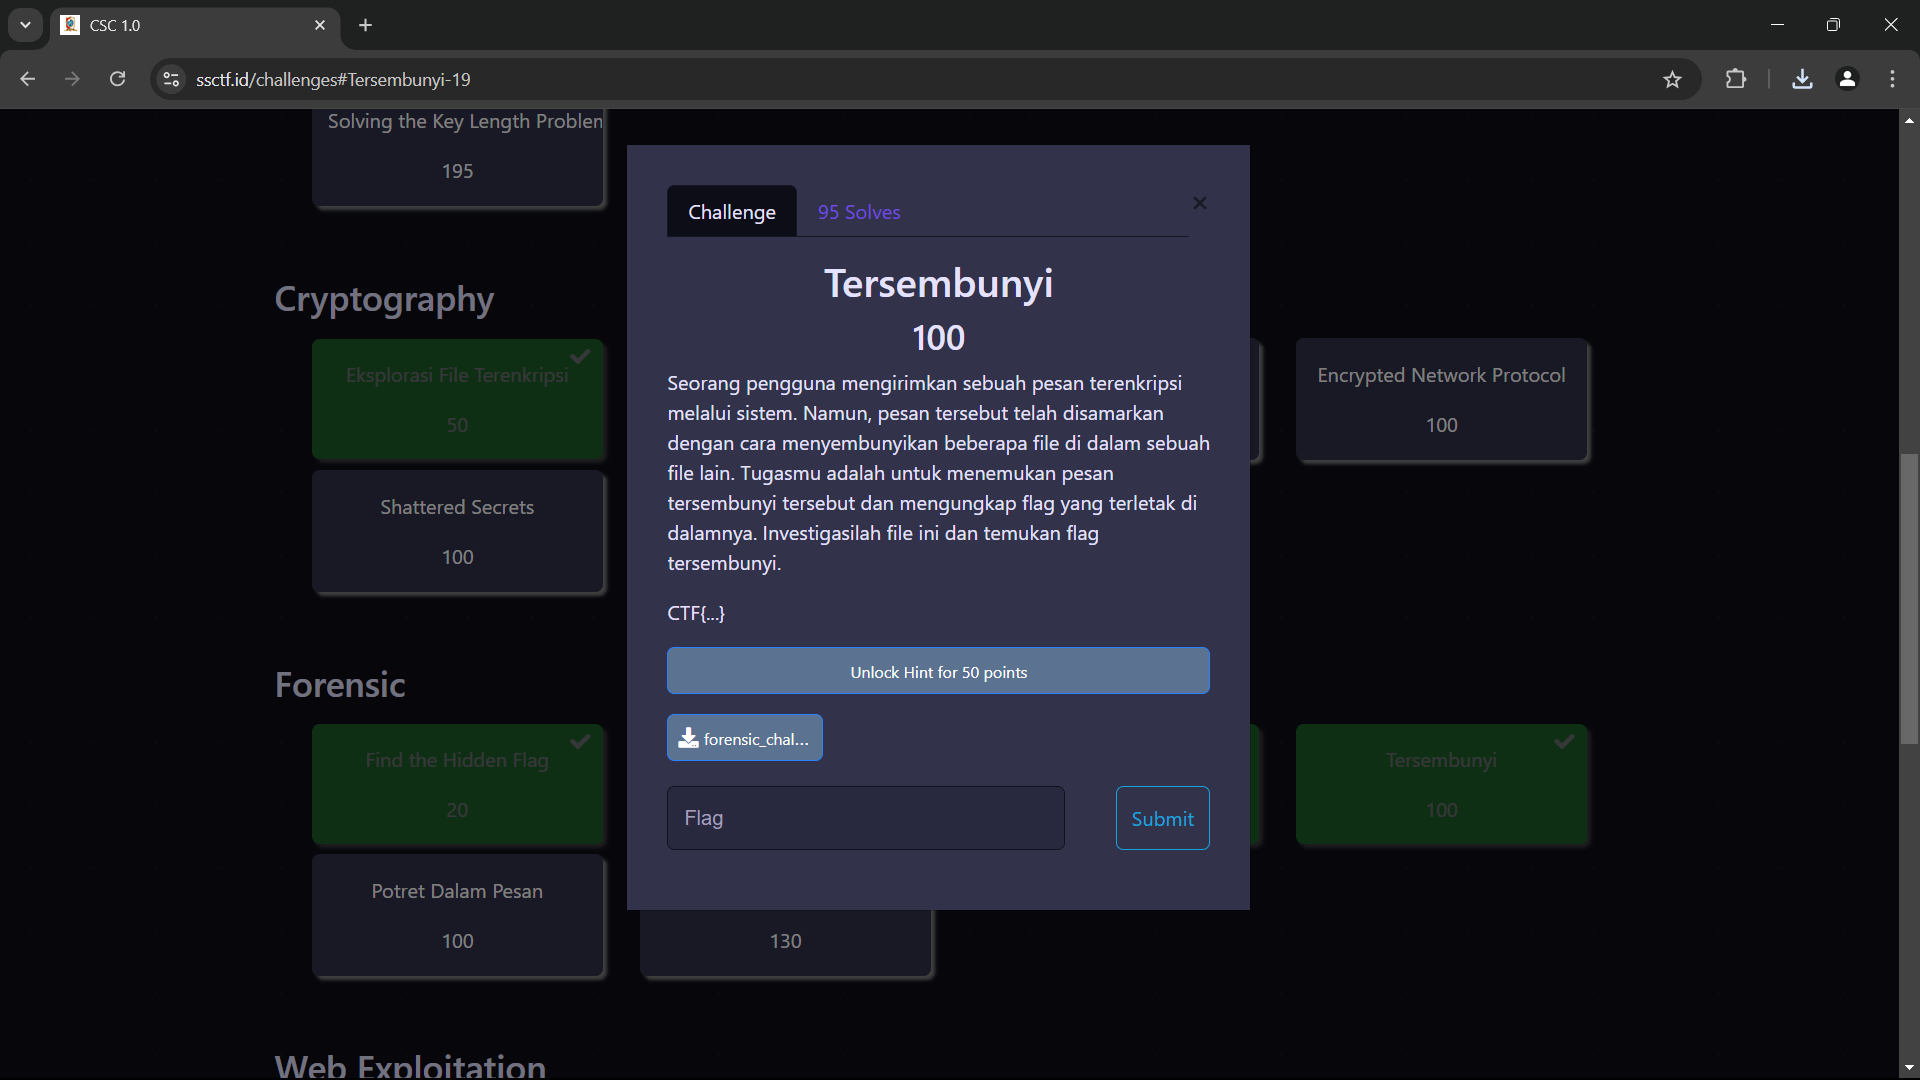 CSC 1.0
ssctf.id/challenges#Tersembunyi-19
Solving the Key Length Problem
195
Cryptography
Eksplorasi File Terenkripsi
50
Encrypted Network Protocol
100
Shattered Secrets
100
Forensic
Find the Hidden Flag
20
Tersembunyi
100
Potret Dalam Pesan
100
130
Web Exploitation
Challenge
95 Solves
Tersembunyi
100
Seorang pengguna mengirimkan sebuah pesan terenkripsi
melalui sistem. Namun, pesan tersebut telah disamarkan
dengan cara menyembunyikan beberapa file di dalam sebuah
file lain. Tugasmu adalah untuk menemukan pesan
tersembunyi tersebut dan mengungkap flag yang terletak di
dalamnya. Investigasilah file ini dan temukan flag
tersembunyi.
CTF{...}
Unlock Hint for 50 points
forensic_chal...
Flag
Submit